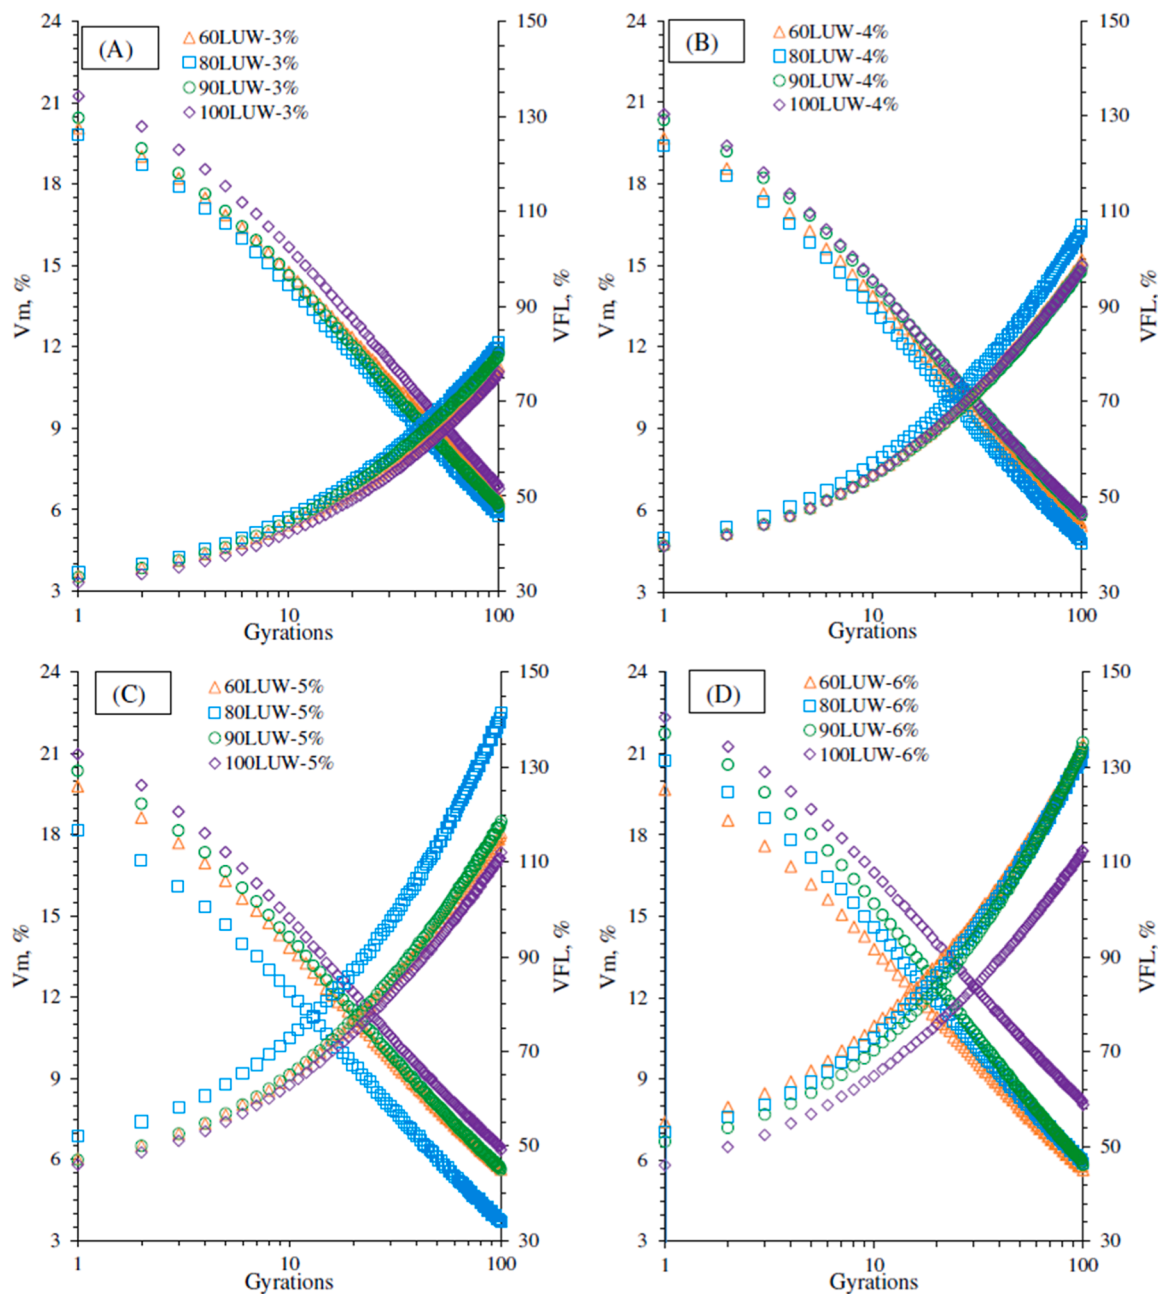 (A)
60LUW-3%
80LUW-3%
90LUW-3%
100LUW-3%
24
21
18
15
12
9
6
3
Vm, %
150
130
110
90
70
50
30
VFL, %
1
10
100
Gyrations
(B)
60LUW-4%
80LUW-4%
90LUW-4%
100LUW-4%
24
21
18
15
12
9
6
3
Vm, %
150
130
110
90
70
50
30
VFL, %
1
10
100
Gyrations
(C)
60LUW-5%
80LUW-5%
90LUW-5%
100LUW-5%
24
21
18
15
12
9
6
3
Vm, %
150
130
110
90
70
50
30
VFL, %
1
10
100
Gyrations
(D)
60LUW-6%
80LUW-6%
90LUW-6%
100LUW-6%
24
21
18
15
12
9
6
3
Vm, %
150
130
110
90
70
50
30
VFL, %
1
10
100
Gyrations